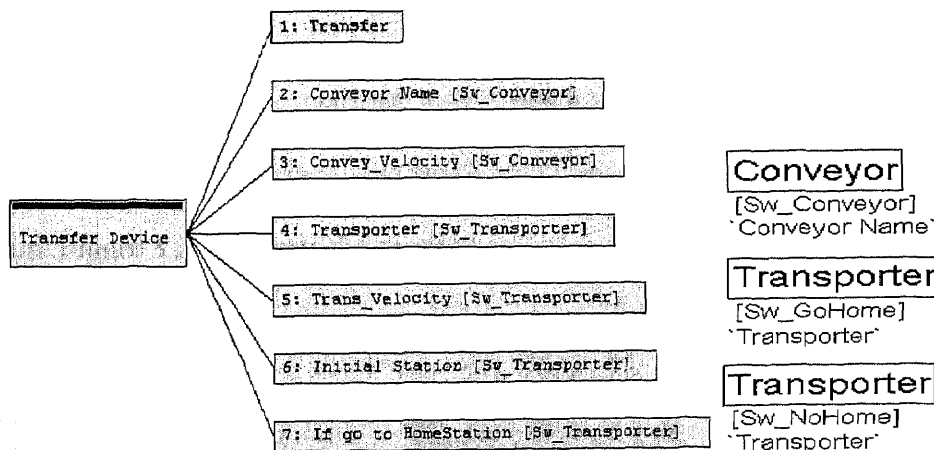 1: Transfer
2: Conveyor Name [Sw_Conveyor]
3: Convey_Velocity [Sw_Conveyor]
4: Transporter [Sw_Transporter]
5: Trans_Velocity [Sw_Transporter]
6: Initial Station [Sw_Transporter]
7: If go to HomeStation [Sw_Transporter]
Transfer Device
Conveyor
[Sw_Conveyor]
`Conveyor Name`
Transporter
[Sw_GoHome]
`Transporter`
Transporter
[Sw_NoHome]
`Transporter`